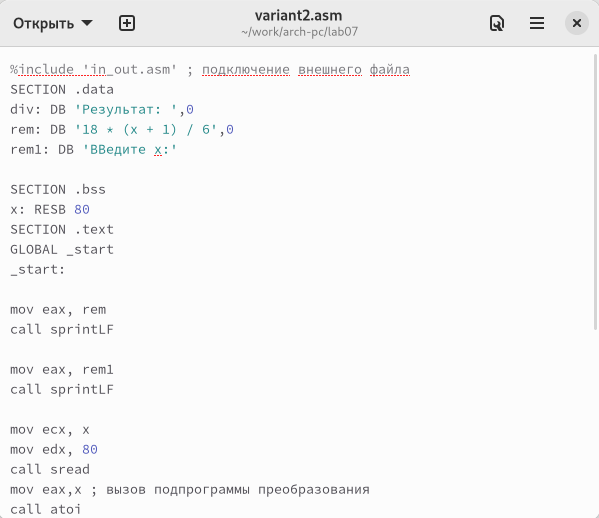 Открыть
variant2.asm
~/work/arch-pc/lab07
%include 'in_out.asm' ; подключение внешнего файла
SECTION .data
div: DB 'Результат: ',0
rem: DB '18 * (x + 1) / 6',0
rem1: DB 'ВВедите x:'
SECTION .bss
x: RESB 80
SECTION .text
GLOBAL _start
_start:
mov eax, rem
call sprintLF
mov eax, rem1
call sprintLF
mov ecx, x
mov edx, 80
call sread
mov eax,x ; вызов подпрограммы преобразования
call atoi